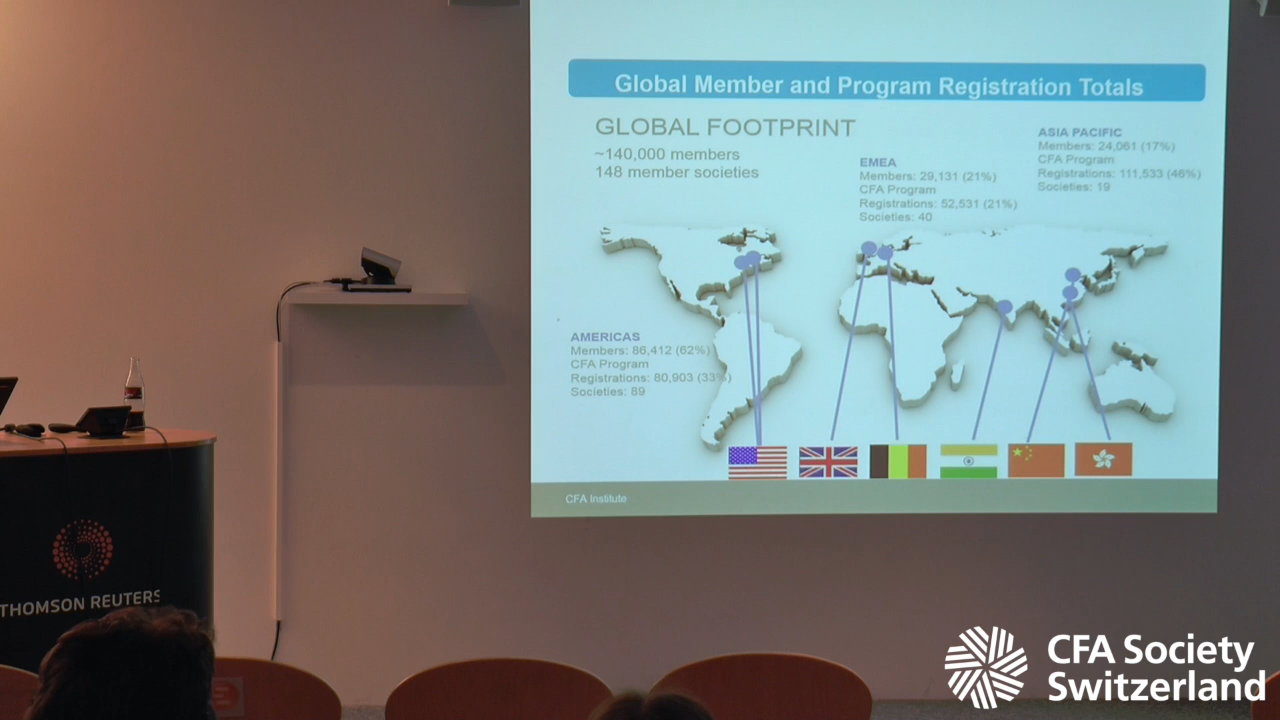 Global Member and Program Registration Totals
GLOBAL FOOTPRINT
~140,000 members
148 member societies
EMEA
Members: 29,131 (21%)
CFA Program
Registrations: 52,531 (21%)
Societies: 40
ASIA PACIFIC
Members: 24,061 (17%)
CFA Program
Registrations: 111,533 (46%)
Societies: 19
AMERICAS
Members: 86,412 (62%)
CFA Program
Registrations: 80,903 (33%)
Societies: 89
CFA Institute
THOMSON REUTERS
CFA Society
Switzerland